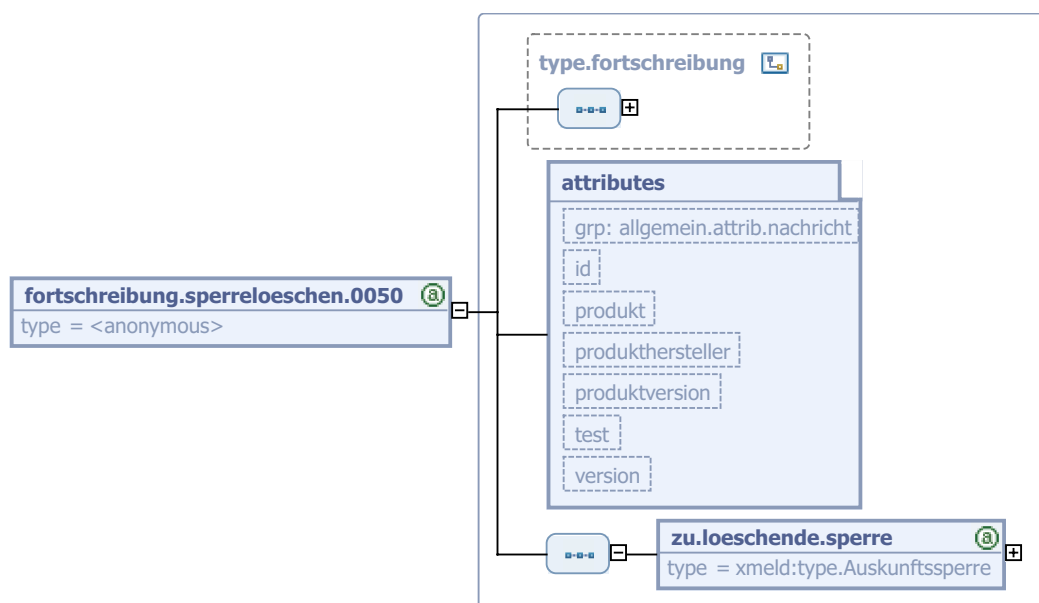 type.fortschreibung
attributes
grp: allgemein.attrib.nachricht
id
produkt
produkthersteller
produktversion
test
version
fortschreibung.sperreloeschen.0050
type = <anonymous>
zu.loeschende.sperre
type = xmeld:type.Auskunftssperre